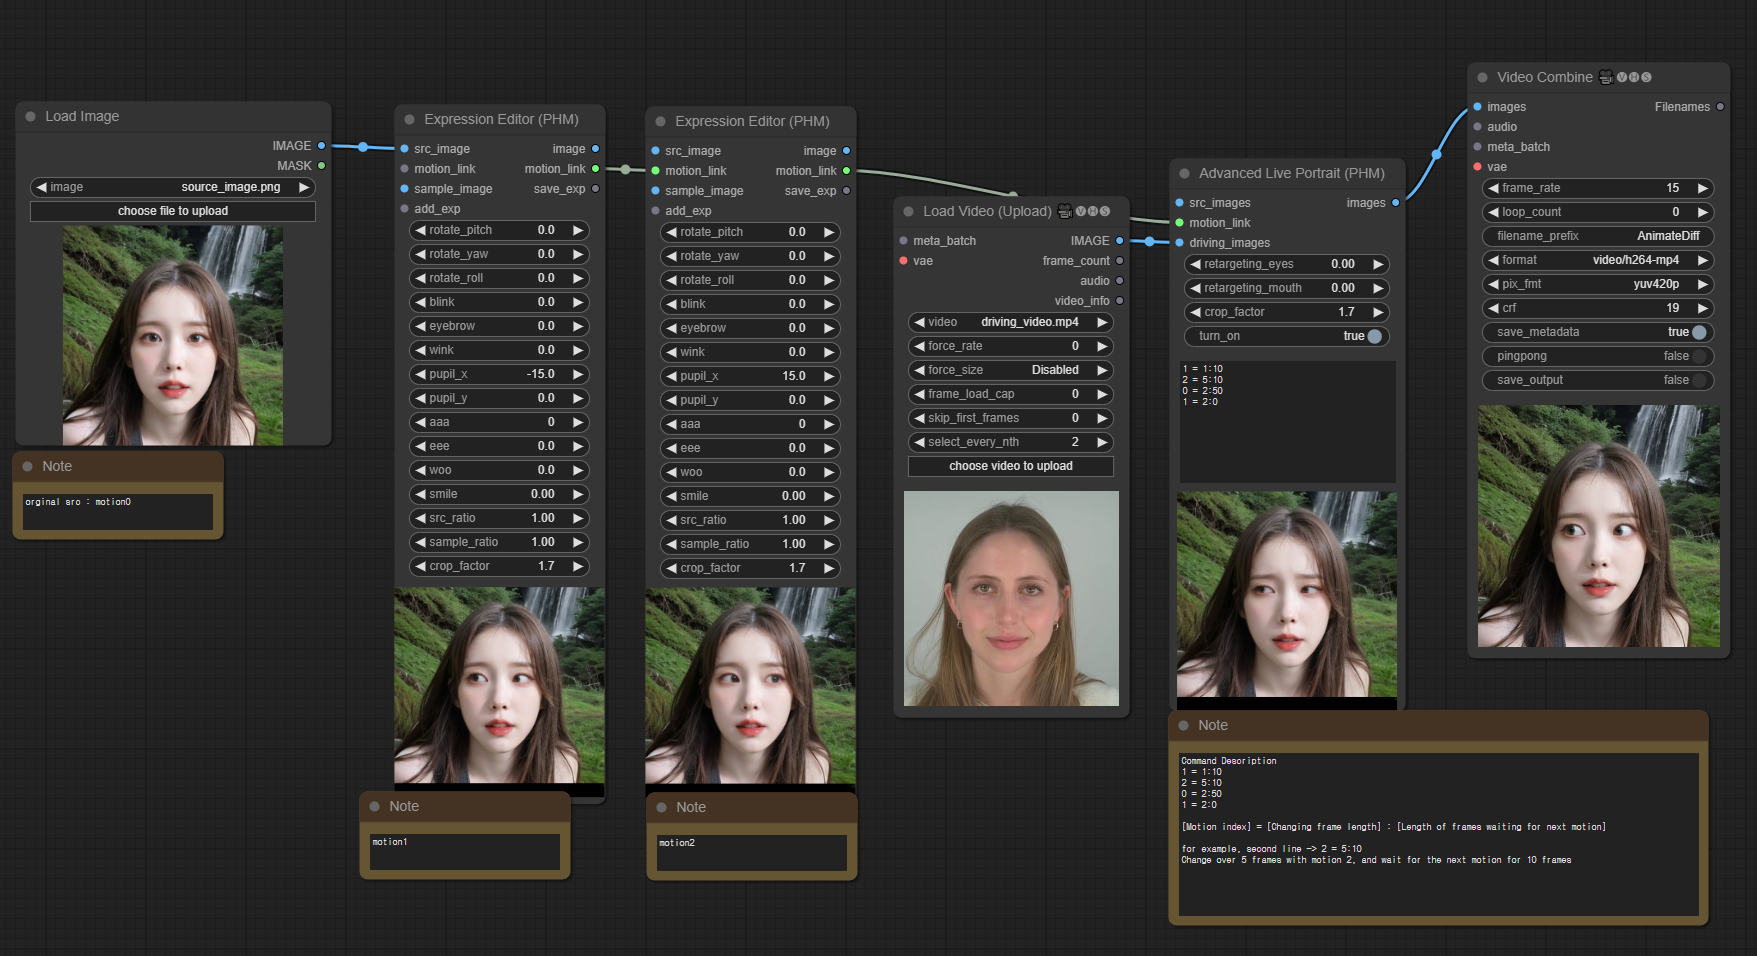 Load Image
IMAGE
MASK
image source_image.png
choose file to upload
Note
orginal src : motion0
Expression Editor (PHM)
src_image image
motion_link motion_link
sample_image save_exp
add_exp
rotate_pitch 0.0
rotate_yaw 0.0
rotate_roll 0.0
blink 0.0
eyebrow 0.0
wink 0.0
pupil_x -15.0
pupil_y 0.0
aaa 0
eee 0.0
woo 0.0
smile 0.00
src_ratio 1.00
sample_ratio 1.00
crop_factor 1.7
Note
motion1
Expression Editor (PHM)
src_image image
motion_link motion_link
sample_image save_exp
add_exp
rotate_pitch 0.0
rotate_yaw 0.0
rotate_roll 0.0
blink 0.0
eyebrow 0.0
wink 0.0
pupil_x 15.0
pupil_y 0.0
aaa 0
eee 0.0
woo 0.0
smile 0.00
src_ratio 1.00
sample_ratio 1.00
crop_factor 1.7
Note
motion2
Load Video (Upload) 🎥🅥🅗🅢
meta_batch IMAGE
vae frame_count
audio
video_info
video driving_video.mp4
force_rate 0
force_size Disabled
frame_load_cap 0
skip_first_frames 0
select_every_nth 2
choose video to upload
Advanced Live Portrait (PHM)
src_images images
motion_link
driving_images
retargeting_eyes 0.00
retargeting_mouth 0.00
crop_factor 1.7
turn_on true
1 = 1:10
2 = 5:10
0 = 2:50
1 = 2:0
Note
Command Description
1 = 1:10
2 = 5:10
0 = 2:50
1 = 2:0
[Motion index] = [Changing frame length] : [Length of frames waiting for next motion]
for example, second line -> 2 = 5:10
Change over 5 frames with motion 2, and wait for the next motion for 10 frames
Video Combine 🎥🅥🅗🅢
images Filenames
audio
meta_batch
vae
frame_rate 15
loop_count 0
filename_prefix AnimateDiff
format video/h264-mp4
pix_fmt yuv420p
crf 19
save_metadata true
pingpong false
save_output false